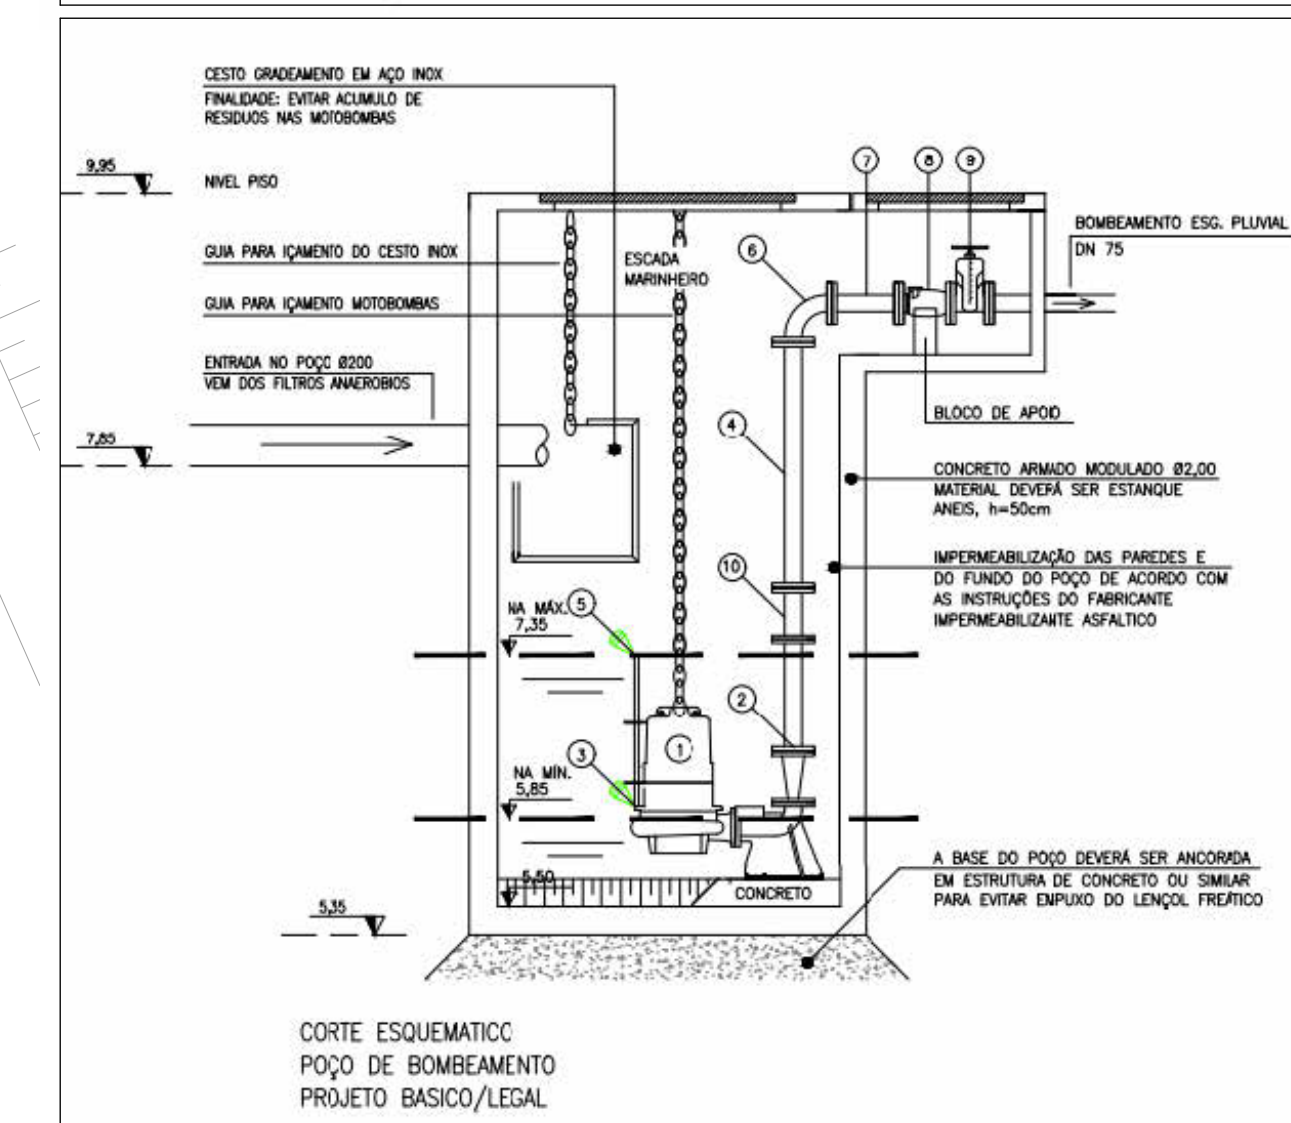 CESTO GRADEAMENTO EM AÇO INOX
FINALIDADE: EVITAR ACUMULO DE
RESIDUOS NAS MOTOBOMBAS
9,95
NIVEL PISO
7
8
9
BOMBEAMENTO ESG. PLUVIAL
DN 75
GUIA PARA IÇAMENTO DO CESTO INOX
ESCADA
MARINHEIRO
6
GUIA PARA IÇAMENTO MOTOBOMBAS
ENTRADA NO POÇO Ø200
VEM DOS FILTROS ANAEROBIOS
BLOCO DE APOIO
4
7,85
CONCRETO ARMADO MODULADO Ø2,00
MATERIAL DEVERÁ SER ESTANQUE
ANEIS, h=50cm
10
IMPERMEABILIZAÇÃO DAS PAREDES E
DO FUNDO DO POÇO DE ACORDO COM
AS INSTRUÇÕES DO FABRICANTE
IMPERMEABILIZANTE ASFALTICO
NA MÁX.
7,35
5
2
1
3
NA MÍN.
5,85
5,50
CONCRETO
A BASE DO POÇO DEVERÁ SER ANCORADA
EM ESTRUTURA DE CONCRETO OU SIMILAR
PARA EVITAR EMPUXO DO LENÇOL FREÁTICO
5,35
CORTE ESQUEMATICO
POÇO DE BOMBEAMENTO
PROJETO BASICO/LEGAL